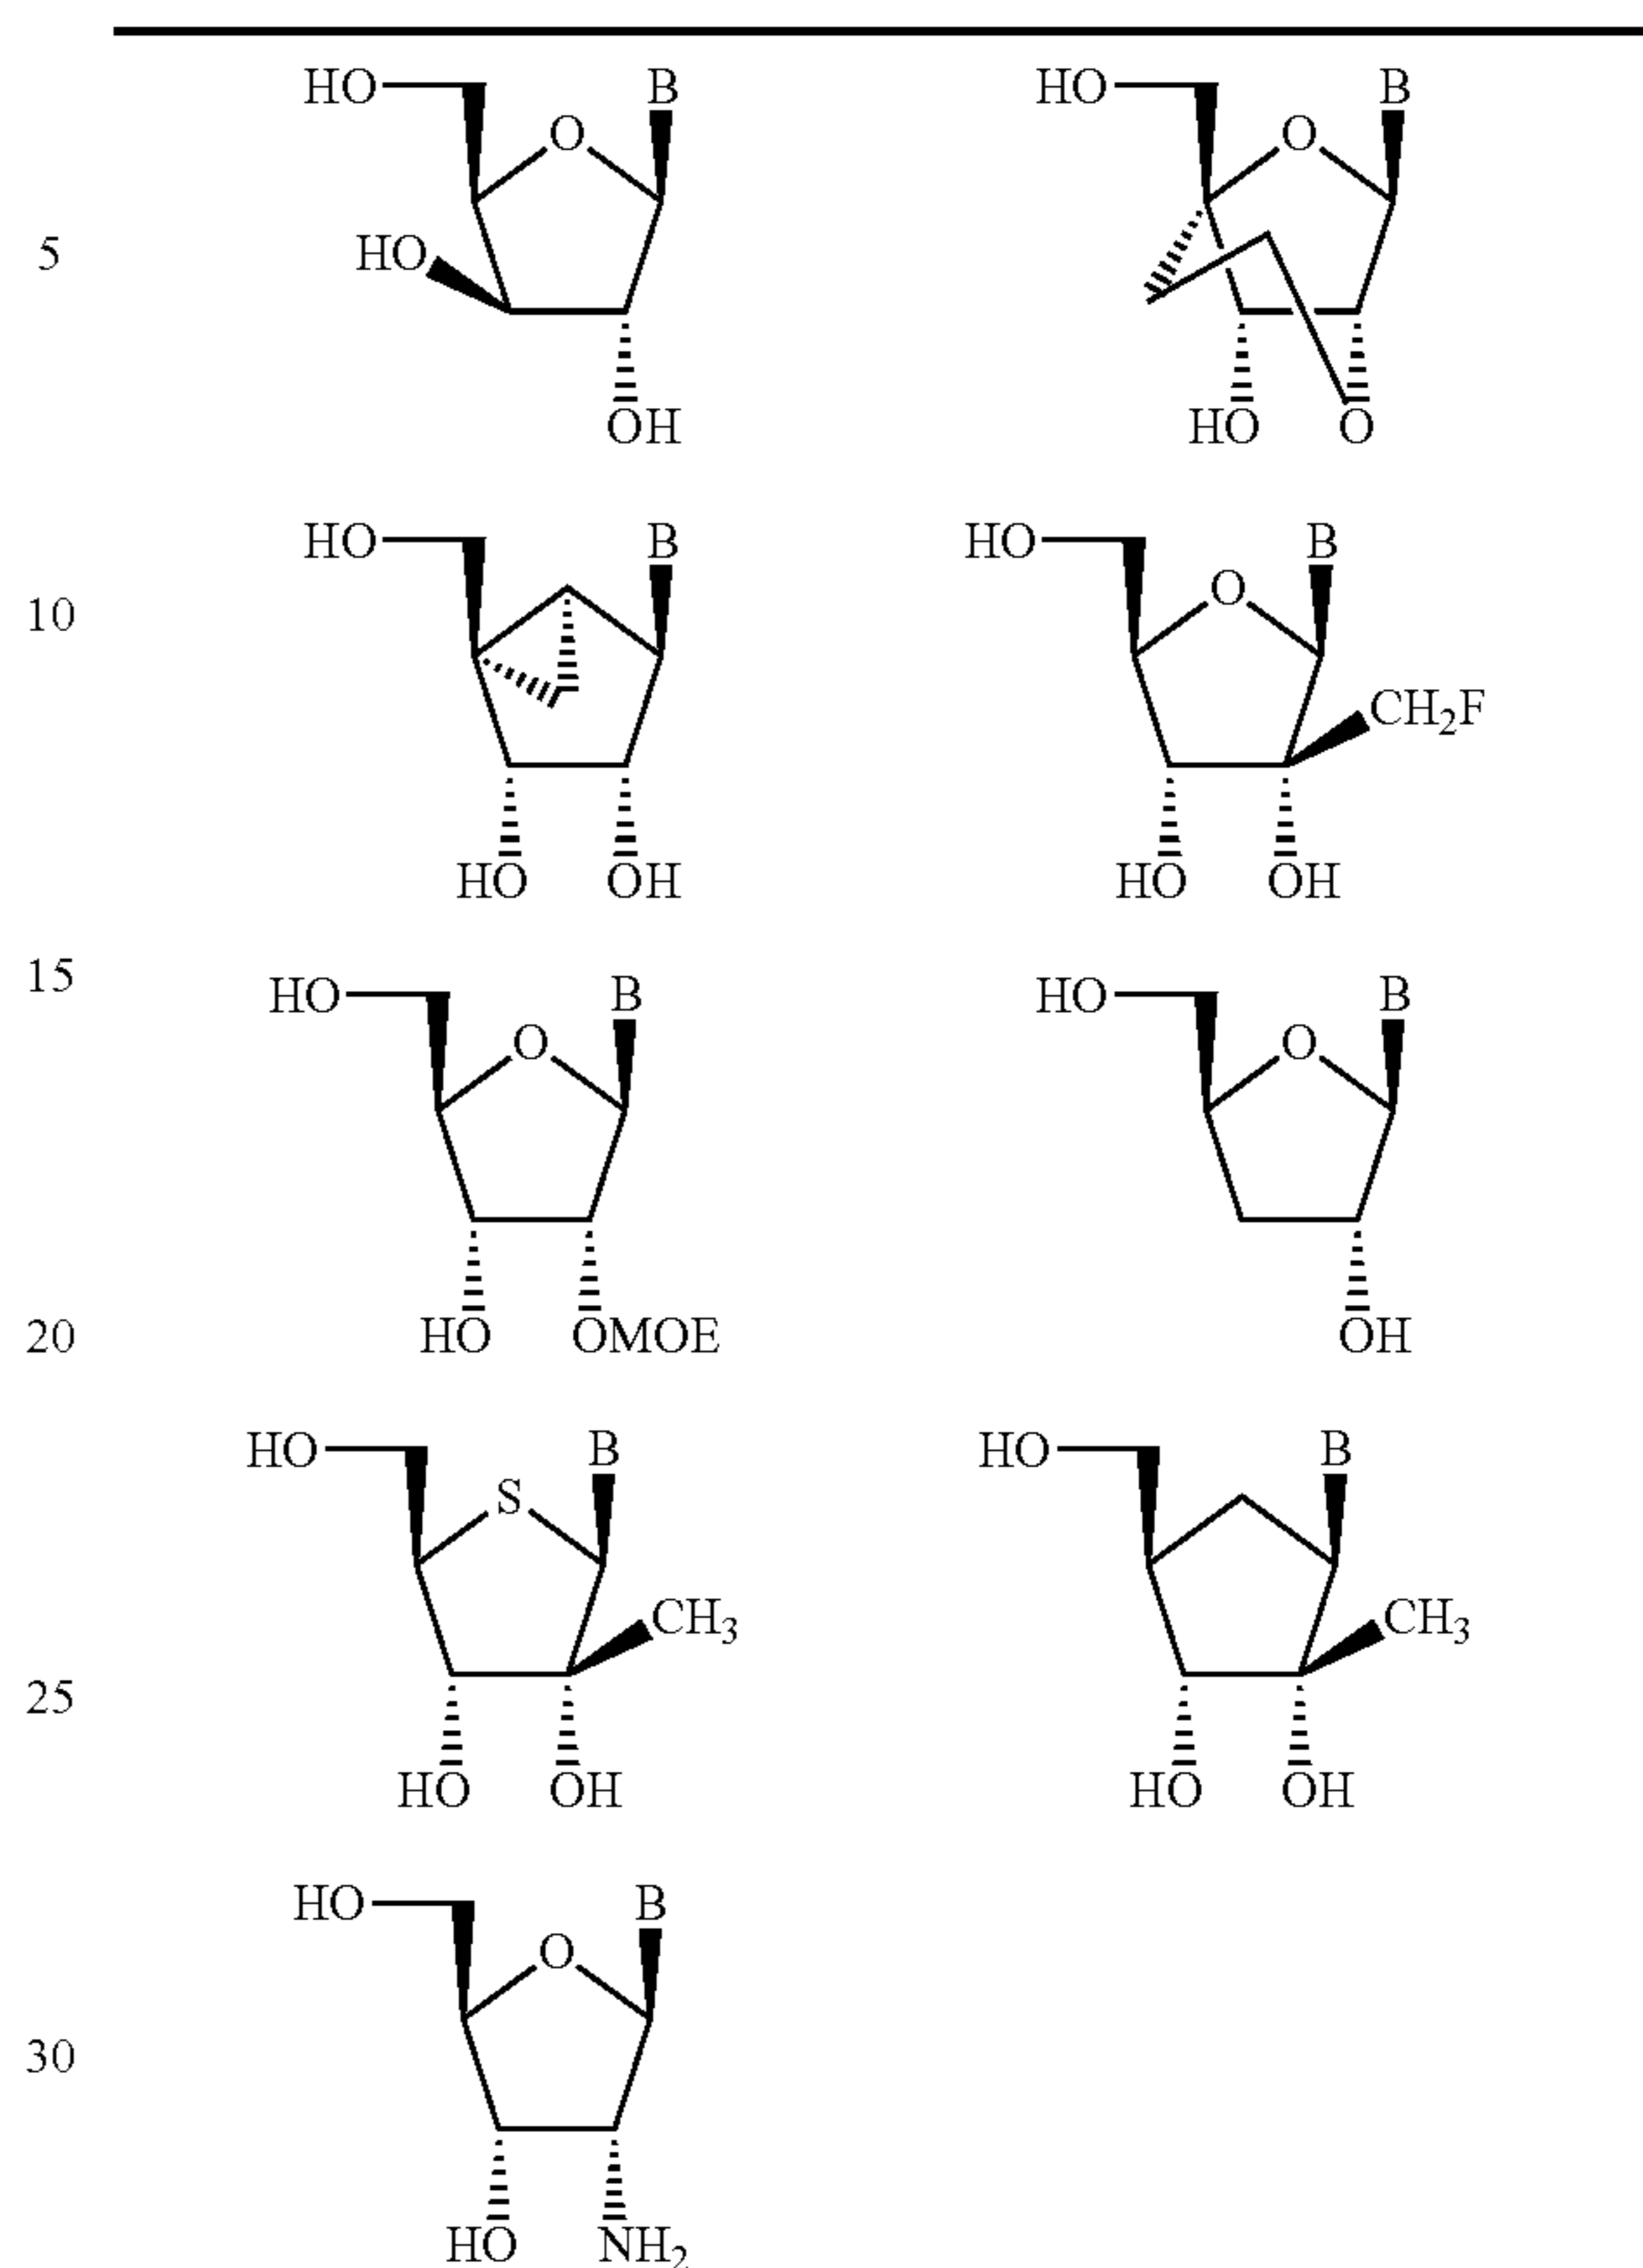 HO B HO B
O O
5 HO
OH HO O
HO B HO B
O
10 CH₂F
HO OH HO OH
15 HO B HO B
O O
20 HO OMOE OH
HO B HO B
S
CH₃ CH₃
25
HO OH HO OH
HO B
O
30
HO NH₂